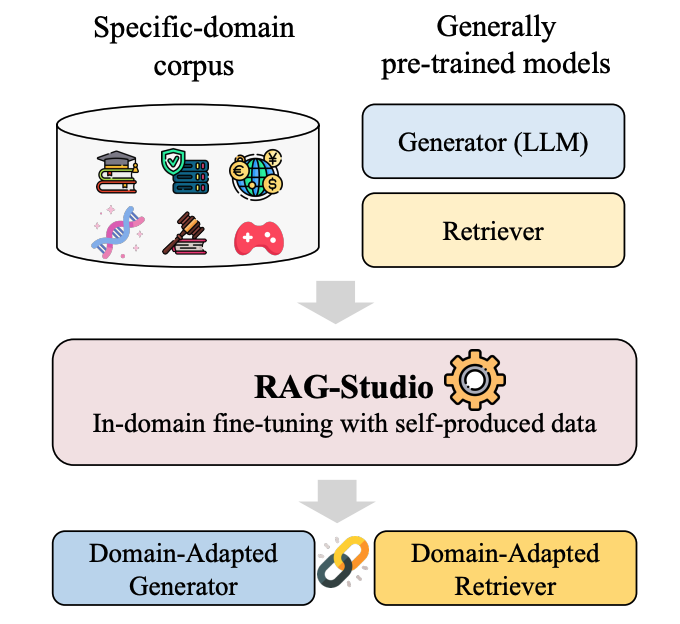 Specific-domain
corpus
Generally
pre-trained models
Generator (LLM)
Retriever
RAG-Studio
In-domain fine-tuning with self-produced data
Domain-Adapted
Generator
Domain-Adapted
Retriever